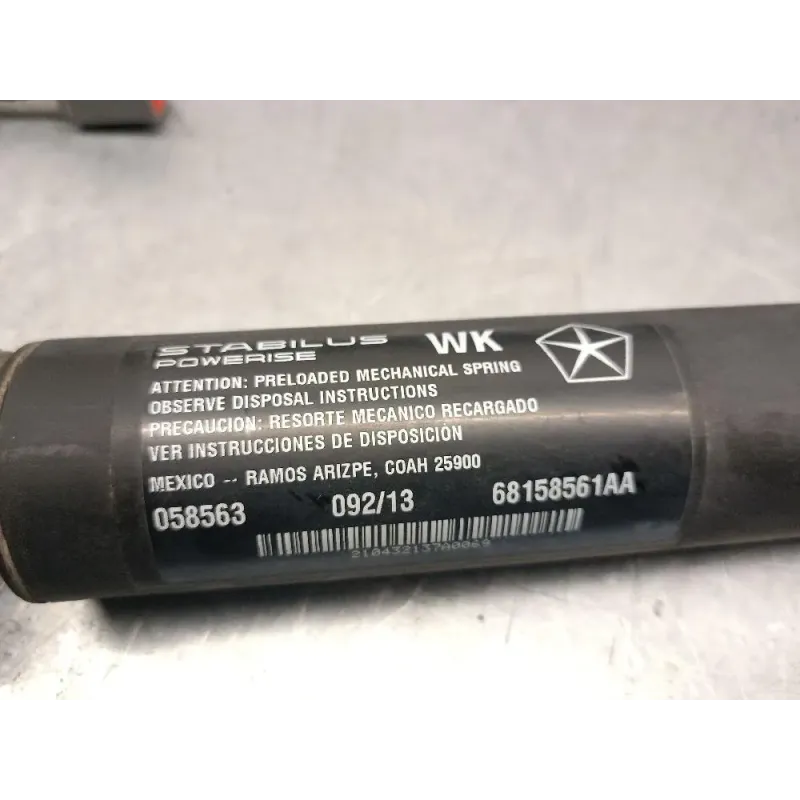 STABILUS WK
POWERISE
ATTENTION: PRELOADED MECHANICAL SPRING
OBSERVE DISPOSAL INSTRUCTIONS
PRECAUCION: RESORTE MECANICO RECARGADO
VER INSTRUCCIONES DE DISPOSICIÓN
MEXICO -- RAMOS ARIZPE, COAH 25900
058563 092/13 68158561AA
210432137A0069